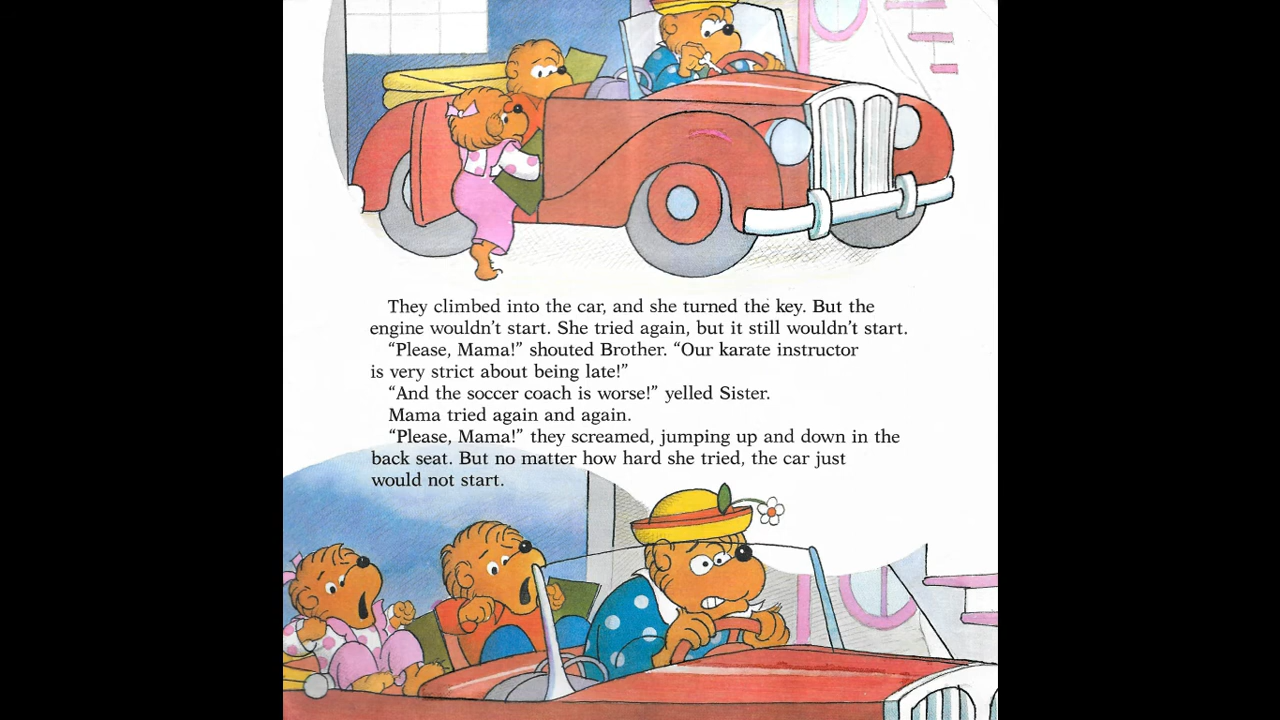 They climbed into the car, and she turned the key. But the
engine wouldn’t start. She tried again, but it still wouldn’t start.
“Please, Mama!” shouted Brother. “Our karate instructor
is very strict about being late!”
“And the soccer coach is worse!” yelled Sister.
Mama tried again and again.
“Please, Mama!” they screamed, jumping up and down in the
back seat. But no matter how hard she tried, the car just
would not start.